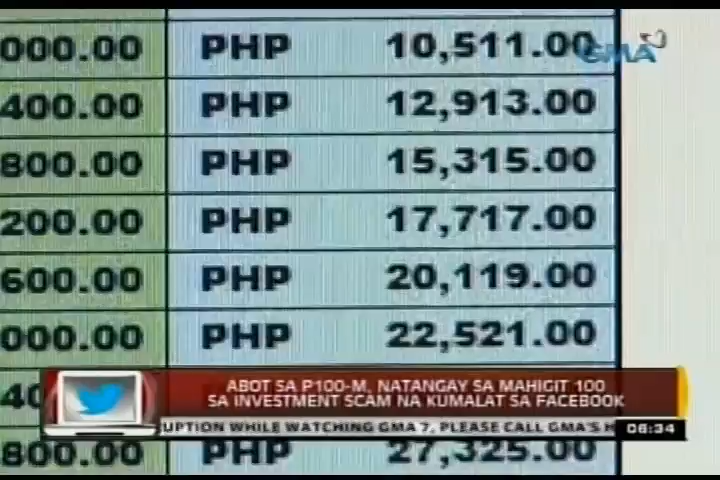 000.00 PHP 10,511.00
GMA
400.00 PHP 12,913.00
800.00 PHP 15,315.00
200.00 PHP 17,717.00
600.00 PHP 20,119.00
000.00 PHP 22,521.00
ABOT SA P100-M, NATANGAY SA MAHIGIT 100
SA INVESTMENT SCAM NA KUMALAT SA FACEBOOK
40
UPTION WHILE WATCHING GMA 7, PLEASE CALL GMA'S H 06:34
800.00 PHP 27,325.00